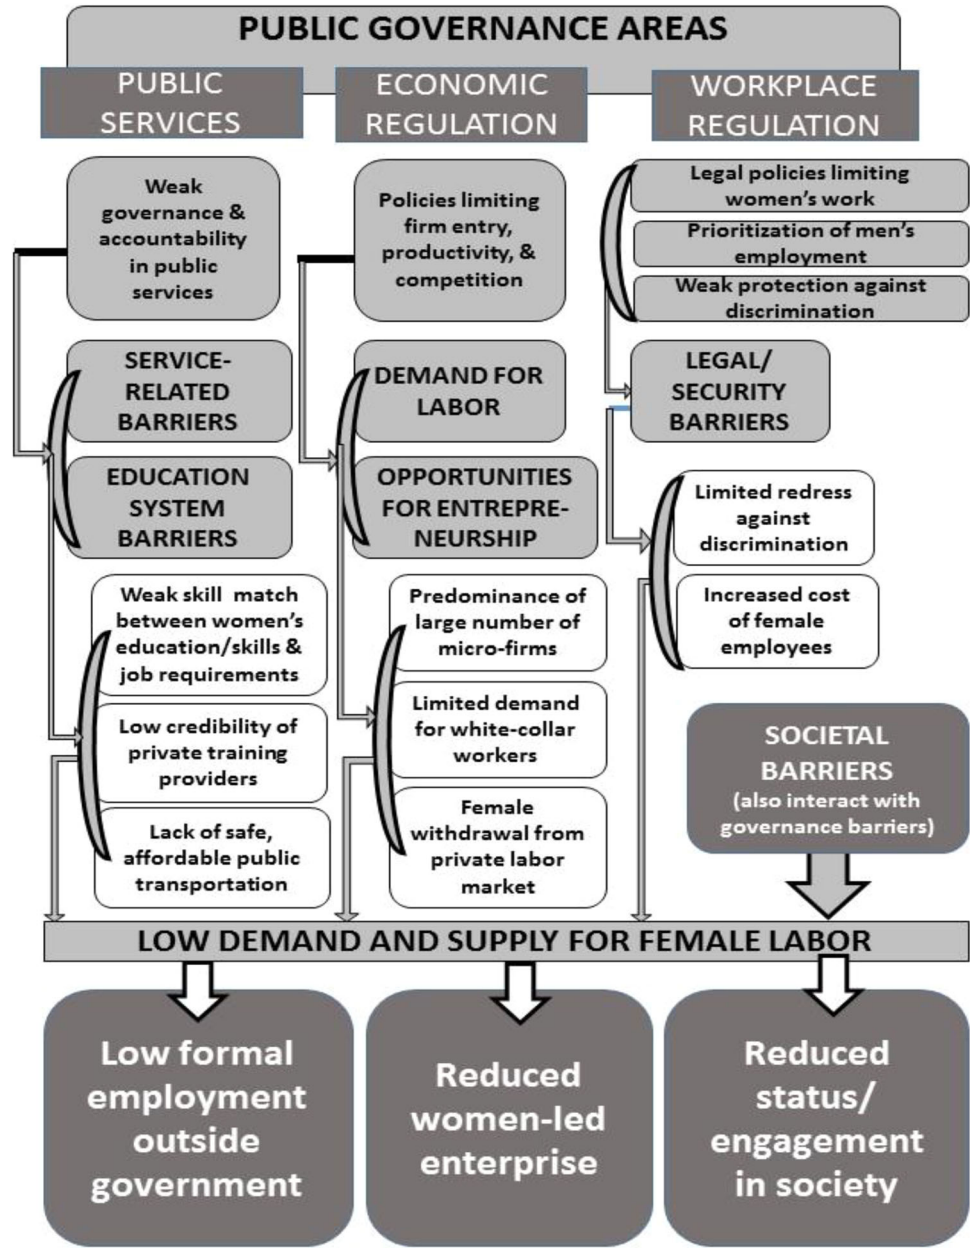 PUBLIC GOVERNANCE AREAS
PUBLIC
SERVICES
ECONOMIC
REGULATION
WORKPLACE
REGULATION
Weak
governance &
accountability
in public
services
Policies limiting
firm entry,
productivity, &
competition
Legal policies limiting
women's work
Prioritization of men's
employment
Weak protection against
discrimination
SERVICE-
RELATED
BARRIERS
DEMAND FOR
LABOR
LEGAL/
SECURITY
BARRIERS
EDUCATION
SYSTEM
BARRIERS
OPPORTUNITIES
FOR ENTREPRE-
NEURSHIP
Limited redress
against
discrimination
Weak skill match
between women's
education/skills &
job requirements
Predominance of
large number of
micro-firms
Increased cost
of female
employees
Low credibility of
private training
providers
Limited demand
for white-collar
workers
SOCIETAL
BARRIERS
(also interact with
governance barriers)
Lack of safe,
affordable public
transportation
Female
withdrawal from
private labor
market
LOW DEMAND AND SUPPLY FOR FEMALE LABOR
Low formal
employment
outside
government
Reduced
women-led
enterprise
Reduced
status/
engagement
in society